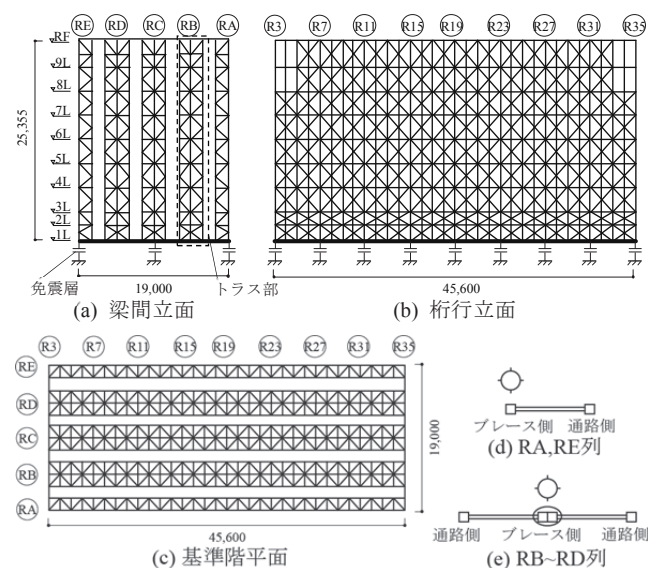 RE RD RC RB RA
RF
9L
8L
7L
6L
5L
4L
3L
2L
1L
25,355
免震層
19,000
トラス部
(a) 梁間立面
R3 R7 R11 R15 R19 R23 R27 R31 R35
45,600
(b) 桁行立面
R3 R7 R11 R15 R19 R23 R27 R31 R35
RE
RD
RC
RB
RA
19,000
45,600
(c) 基準階平面
ブレース側 通路側
(d) RA,RE列
通路側 ブレース側 通路側
(e) RB~RD列